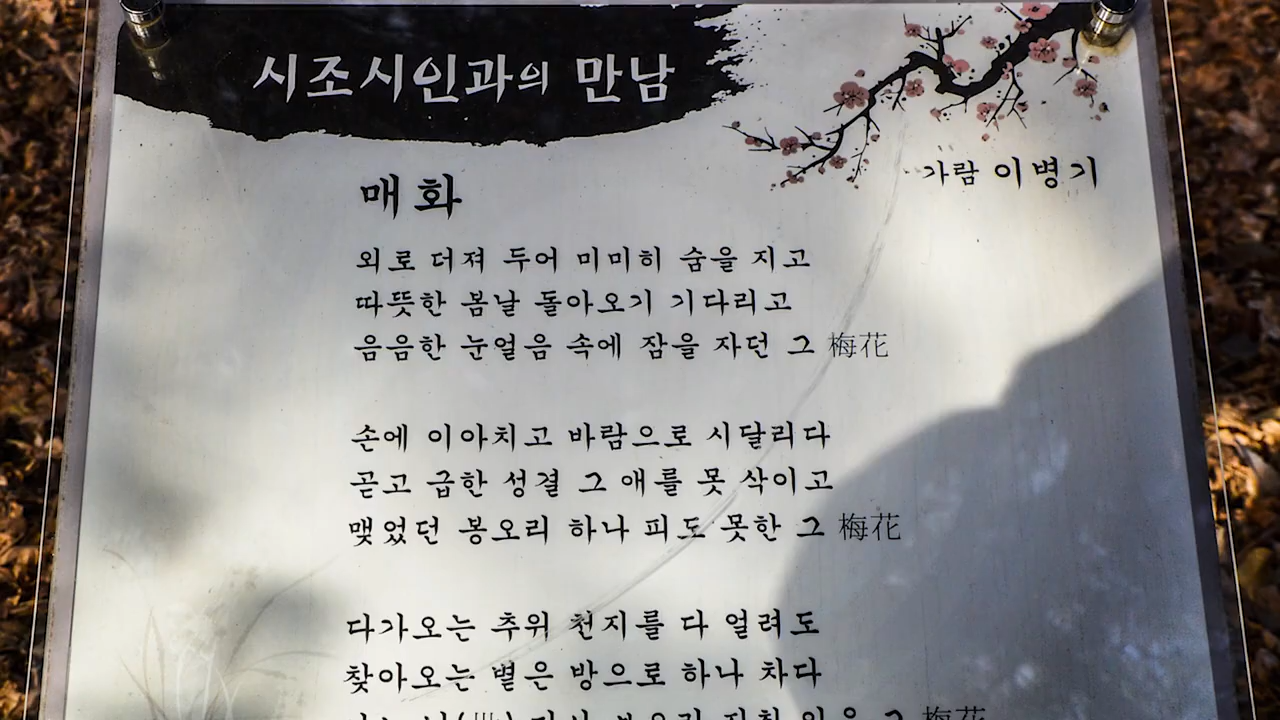 시조시인과의 만남
가람 이병기
매화
외로 더져 두어 미미히 숨을 지고
따뜻한 봄날 돌아오기 기다리고
음음한 눈얼음 속에 잠을 자던 그 梅花
손에 이아치고 바람으로 시달리다
곧고 급한 성결 그 애를 못 삭이고
맺었던 봉오리 하나 피도 못한 그 梅花
다가오는 추위 천지를 다 얼려도
찾아오는 볕은 방으로 하나 차다
그 梅花